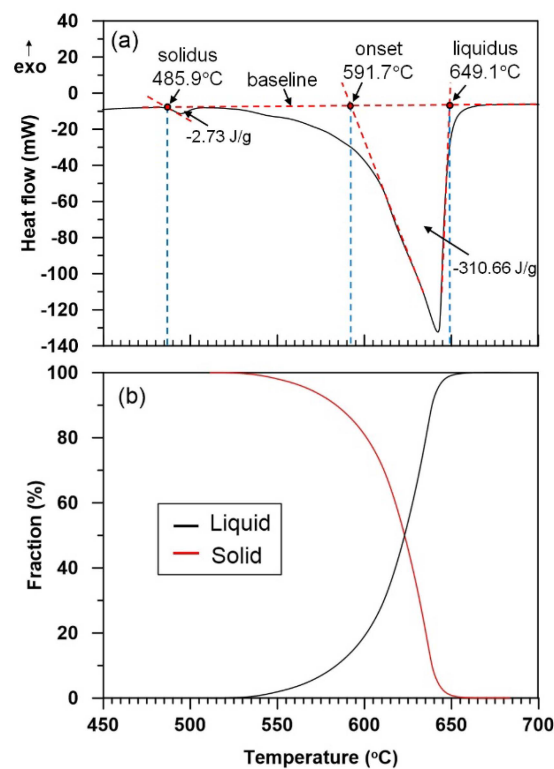 (a)
↑
exo
Heat flow (mW)
40
20
0
-20
-40
-60
-80
-100
-120
-140
solidus
485.9°C
baseline
onset
591.7°C
liquidus
649.1°C
-2.73 J/g
-310.66 J/g
(b)
Fraction (%)
100
80
60
40
20
0
Liquid
Solid
450 500 550 600 650 700
Temperature (°C)